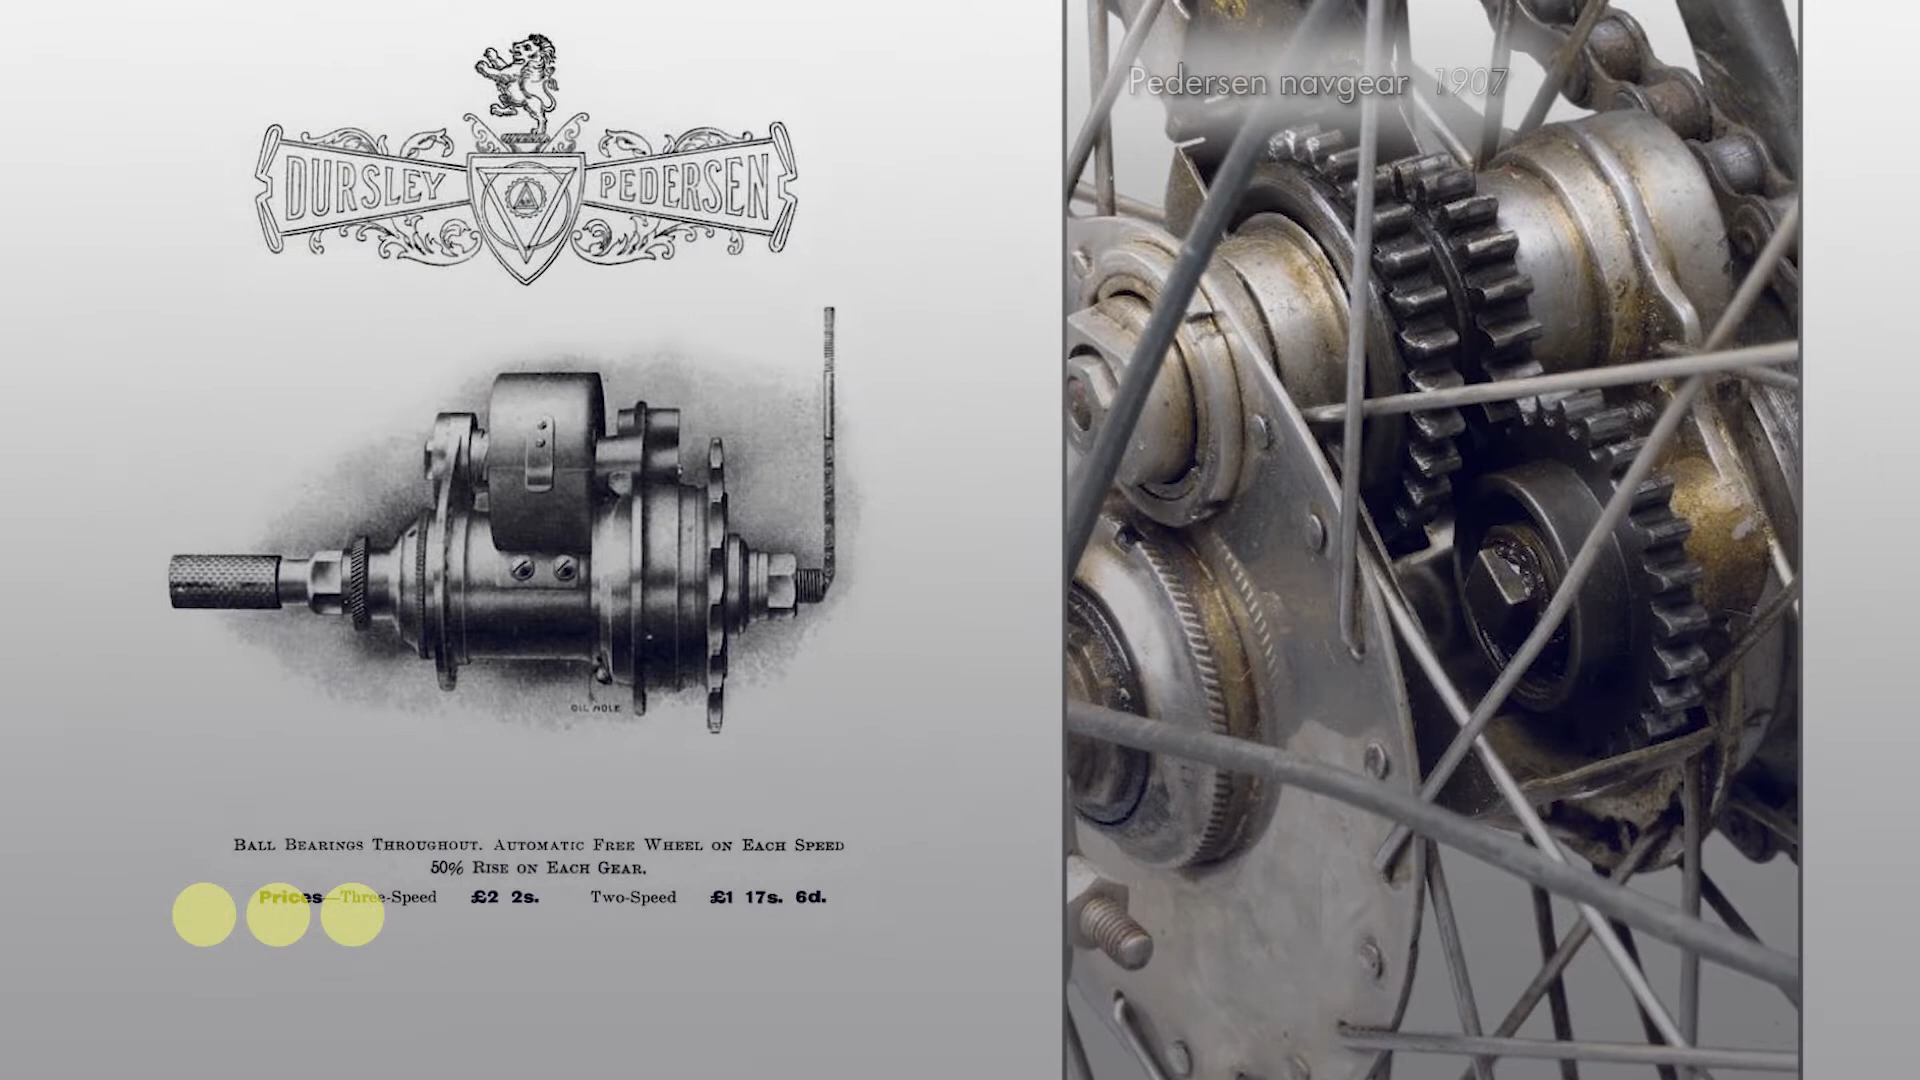 DURSLEY PEDERSEN
Pedersen navgear 1907
OIL HOLE
BALL BEARINGS THROUGHOUT. AUTOMATIC FREE WHEEL ON EACH SPEED
50% RISE ON EACH GEAR.
Prices—Three-Speed £2 2s. Two-Speed £1 17s. 6d.